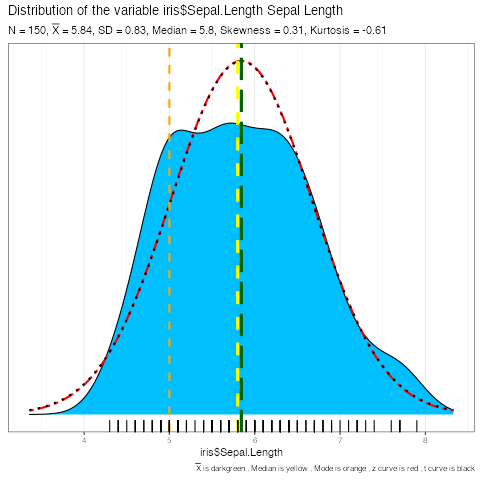 Distribution of the variable iris$Sepal.Length Sepal Length
N = 150, X̅ = 5.84, SD = 0.83, Median = 5.8, Skewness = 0.31, Kurtosis = -0.61
4 5 6 7 8
iris$Sepal.Length
X̅ is darkgreen , Median is yellow , Mode is orange , z curve is red , t curve is black